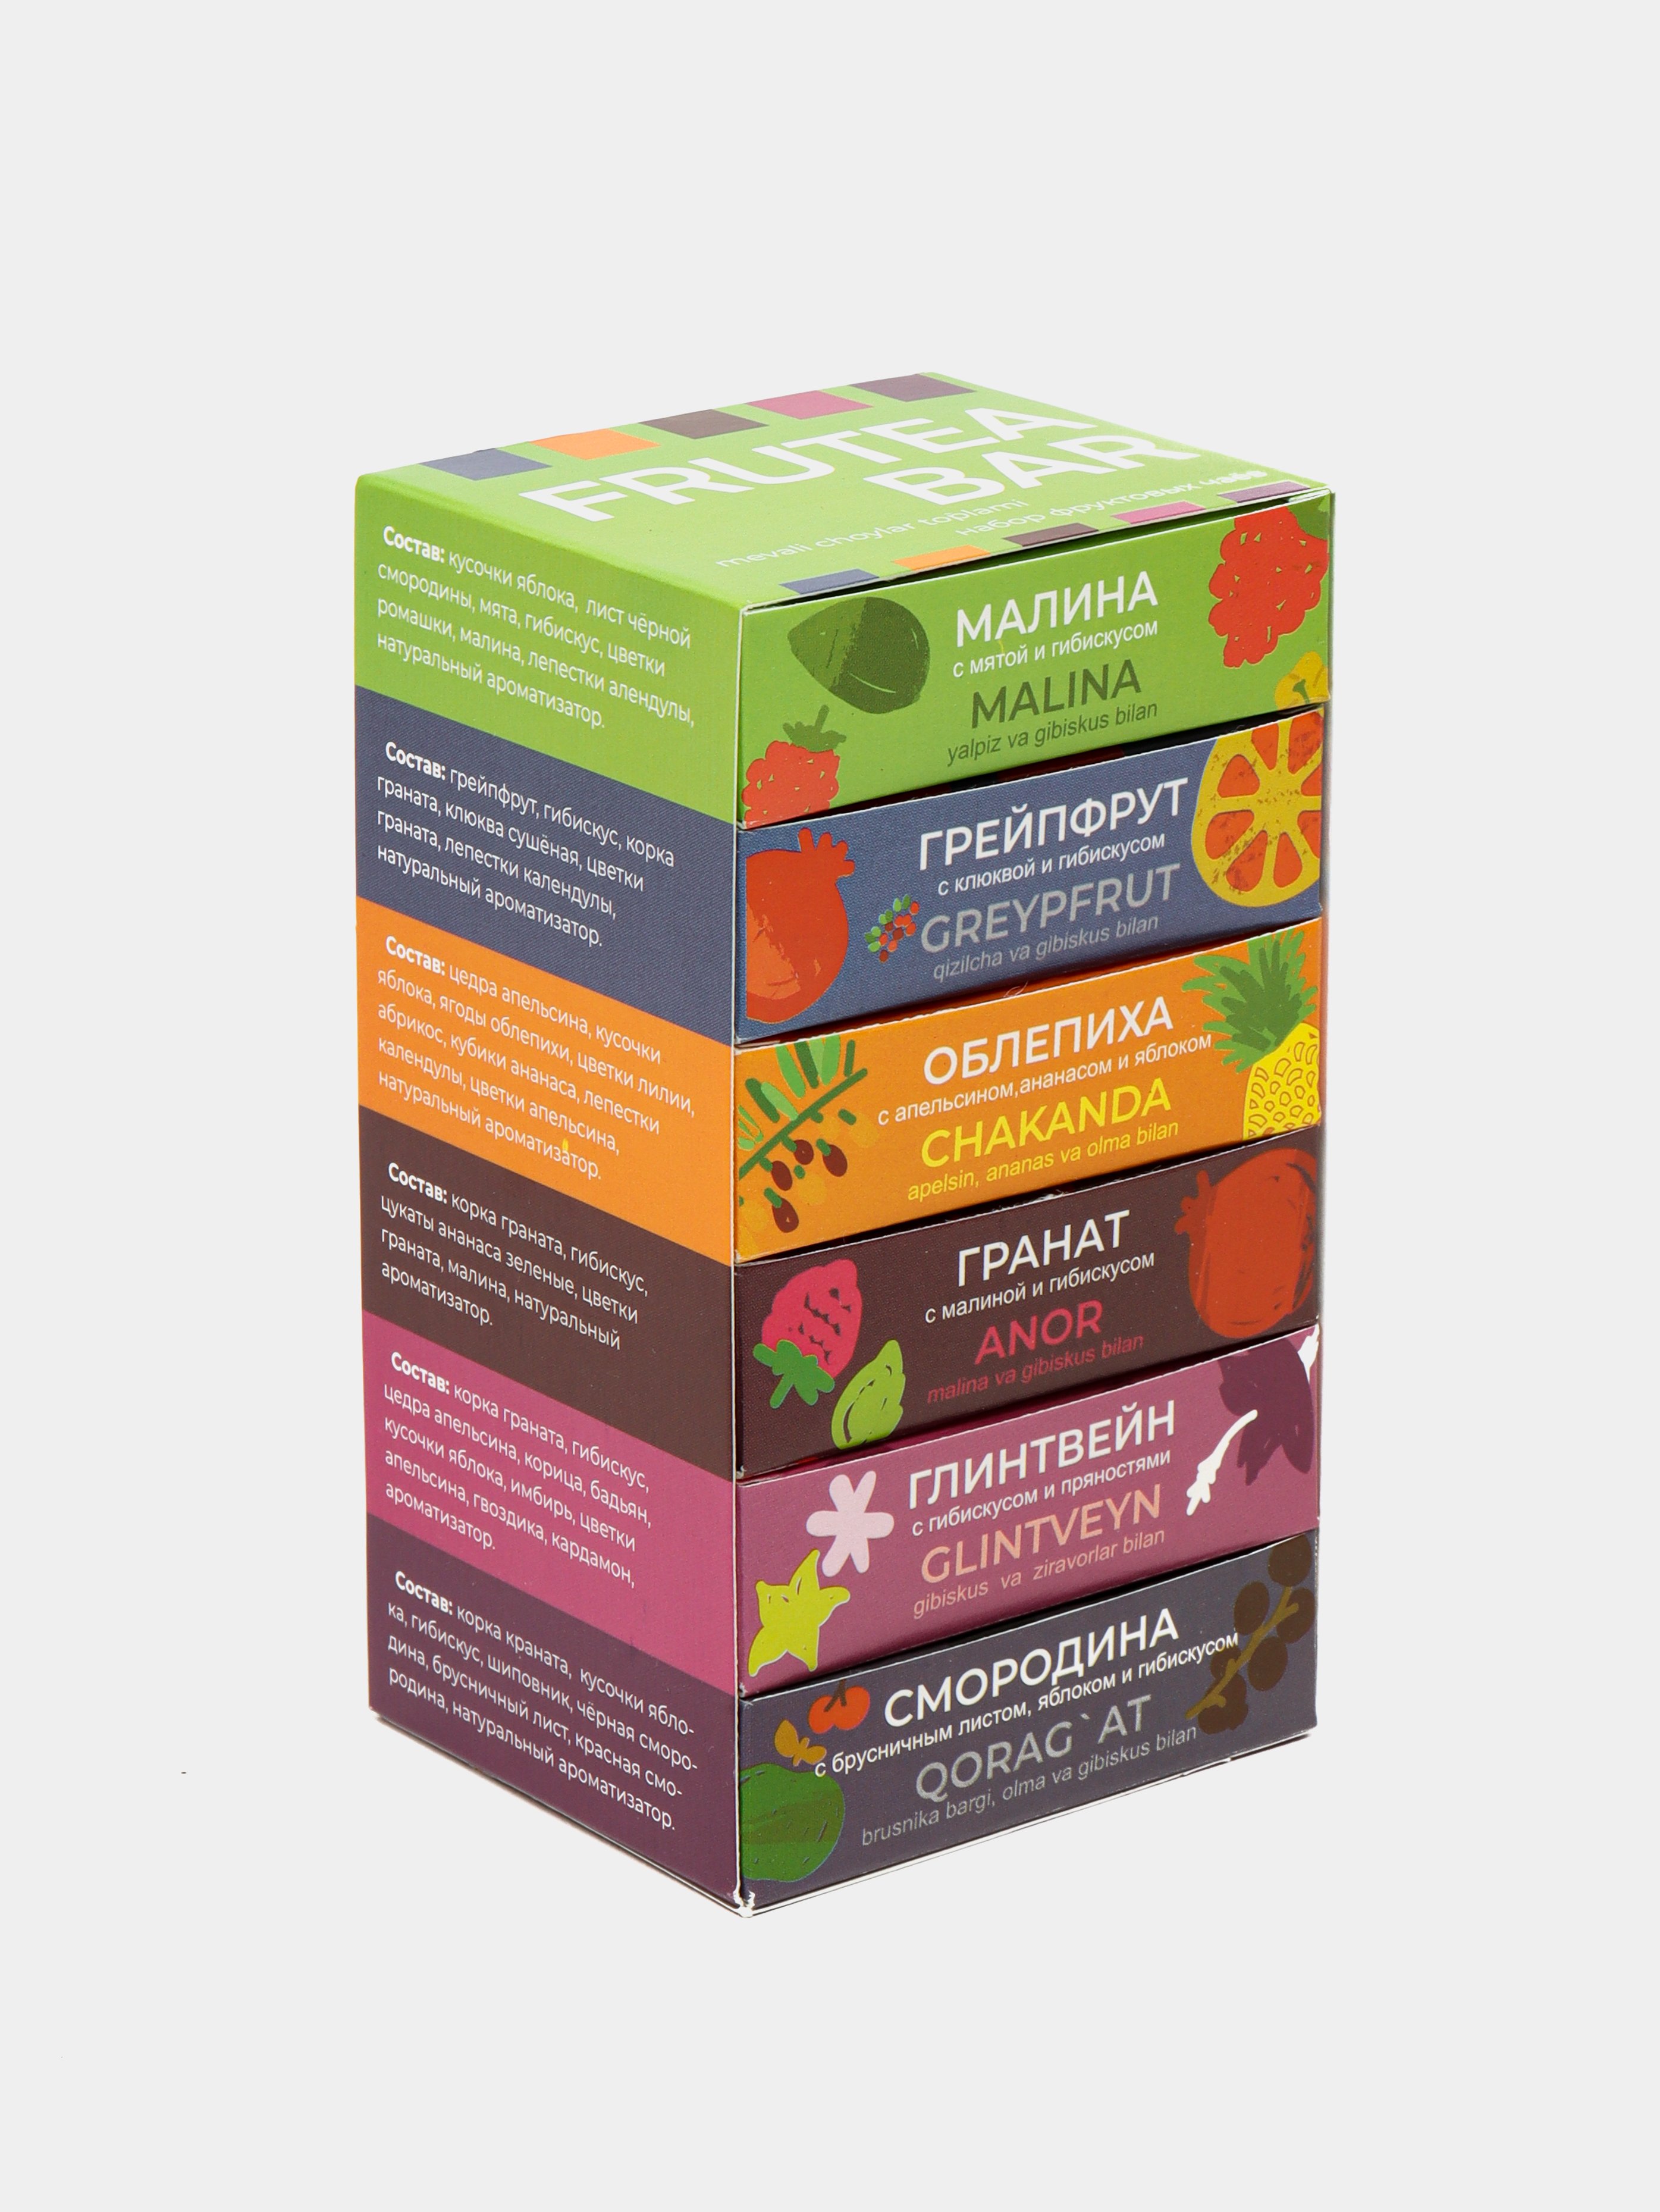 FRUTEA
BAR
mevali choylar toplami
набор фруктовых чаёв
Состав: кусочки яблока, лист чёрной
смородины, мята, гибискус, цветки
ромашки, малина, лепестки алендулы,
натуральный ароматизатор.
Состав: грейпфрут, гибискус, корка
граната, клюква сушёная, цветки
граната, лепестки календулы,
натуральный ароматизатор.
Состав: цедра апельсина, кусочки
яблока, ягоды облепихи, цветки лилии,
абрикос, кубики ананаса, лепестки
календулы, цветки апельсина,
натуральный ароматизатор.
Состав: корка граната, гибискус,
цукаты ананаса зеленые, цветки
граната, малина, натуральный
ароматизатор.
Состав: корка граната, гибискус,
цедра апельсина, корица, бадьян,
кусочки яблока, имбирь, цветки
апельсина, гвоздика, кардамон,
ароматизатор.
Состав: корка краната, кусочки ябло-
ка, гибискус, шиповник, чёрная сморо-
дина, брусничный лист, красная смо-
родина, натуральный ароматизатор.
МАЛИНА
с мятой и гибискусом
MALINA
yalpiz va gibiskus bilan
ГРЕЙПФРУТ
с клюквой и гибискусом
GREYPFRUT
qizilcha va gibiskus bilan
ОБЛЕПИХА
с апельсином,ананасом и яблоком
CHAKANDA
apelsin, ananas va olma bilan
ГРАНАТ
с малиной и гибискусом
ANOR
malina va gibiskus bilan
ГЛИНТВЕЙН
с гибискусом и пряностями
GLINTVEYN
gibiskus va ziravorlar bilan
СМОРОДИНА
с брусничным листом, яблоком и гибискусом
QORAG`AT
brusnika bargi, olma va gibiskus bilan